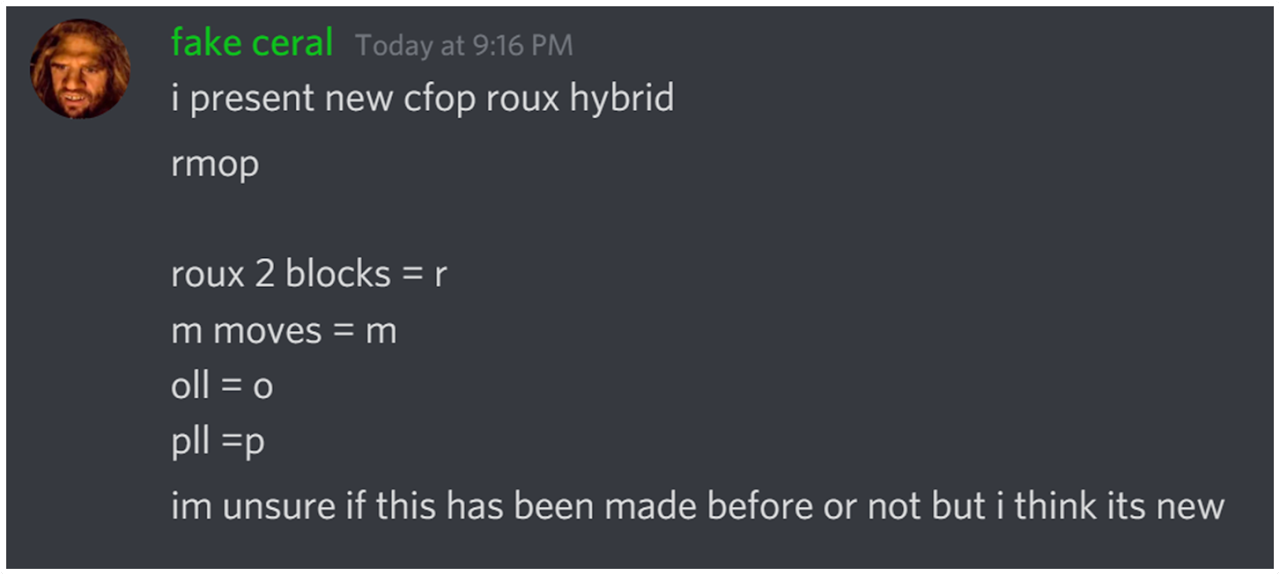 fake ceral Today at 9:16 PM
i present new cfop roux hybrid
rmop
roux 2 blocks = r
m moves = m
oll = o
pll =p
im unsure if this has been made before or not but i think its new